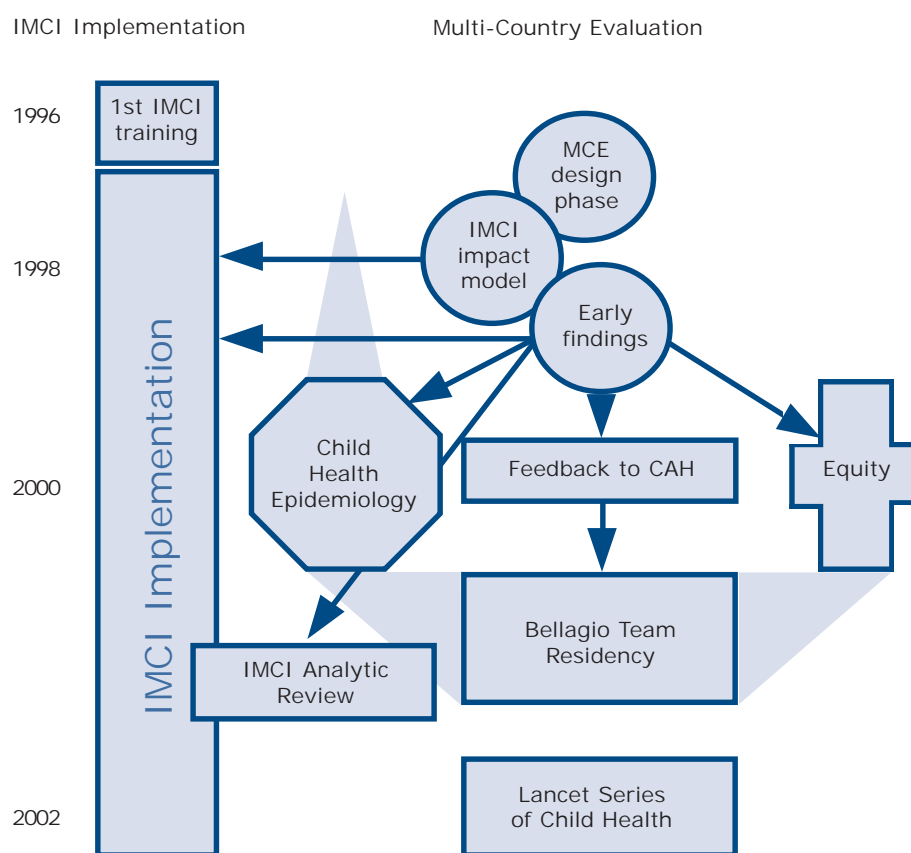 IMCI Implementation
Multi-Country Evaluation
1996
1st IMCI
training
MCE
design
phase
IMCI
impact
model
1998
Early
findings
IMCI Implementation
Child
Health
Epidemiology
Feedback to CAH
Equity
2000
Bellagio Team
Residency
IMCI Analytic
Review
Lancet Series
of Child Health
2002